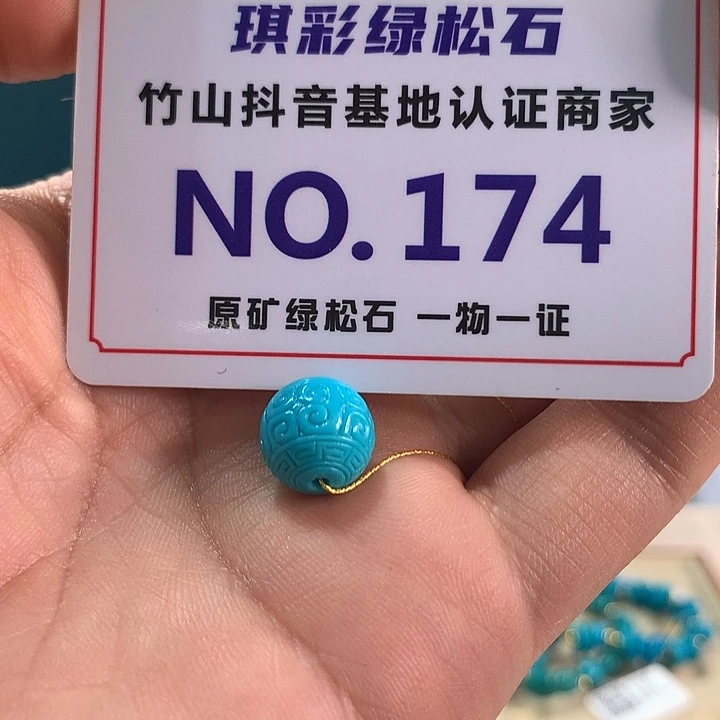 琪彩绿松石
竹山抖音基地认证商家
NO.174
原矿绿松石 一物一证